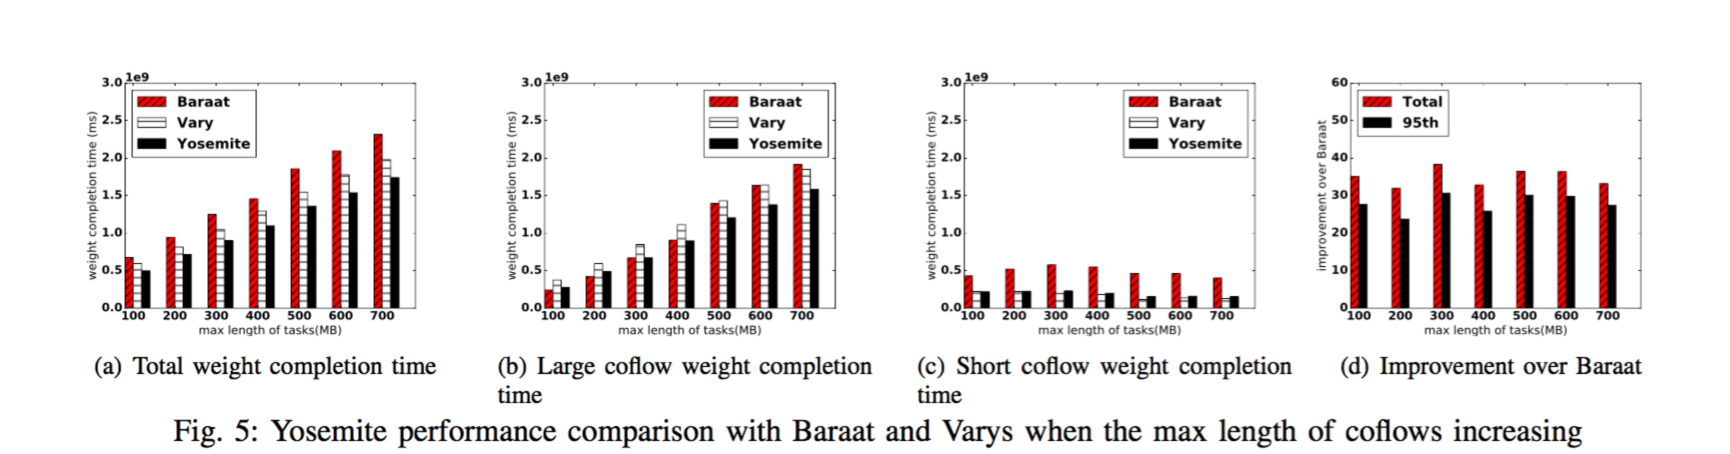 1e9
3.0
2.5
2.0
1.5
1.0
0.5
0.0
weight completion time (ms)
Baraat
Vary
Yosemite
100 200 300 400 500 600 700
max length of tasks(MB)
(a) Total weight completion time
1e9
3.0
2.5
2.0
1.5
1.0
0.5
0.0
weight completion time (ms)
Baraat
Vary
Yosemite
100 200 300 400 500 600 700
max length of tasks(MB)
(b) Large coflow weight completion
time
1e9
3.0
2.5
2.0
1.5
1.0
0.5
0.0
weight completion time (ms)
Baraat
Vary
Yosemite
100 200 300 400 500 600 700
max length of tasks(MB)
(c) Short coflow weight completion
time
60
50
40
30
20
10
0
improvement over Baraat
Total
95th
100 200 300 400 500 600 700
max length of tasks(MB)
(d) Improvement over Baraat
Fig. 5: Yosemite performance comparison with Baraat and Varys when the max length of coflows increasing